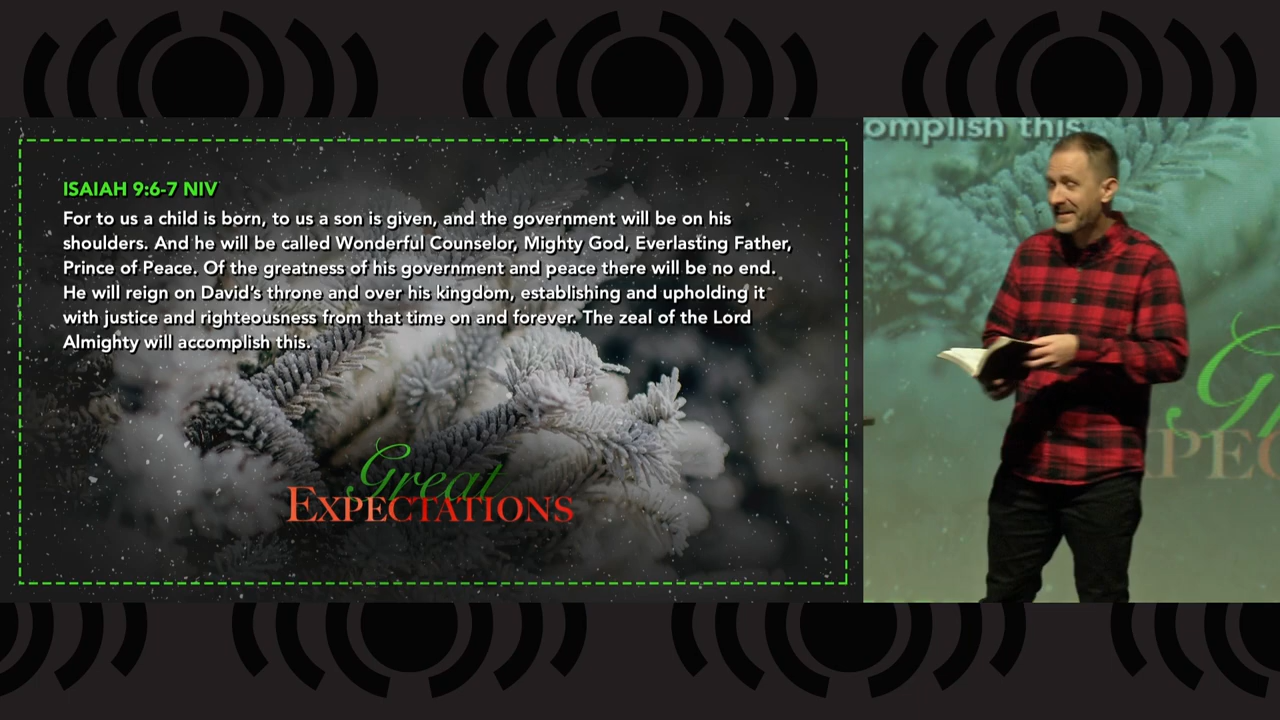 ISAIAH 9:6-7 NIV
For to us a child is born, to us a son is given, and the government will be on his
shoulders. And he will be called Wonderful Counselor, Mighty God, Everlasting Father,
Prince of Peace. Of the greatness of his government and peace there will be no end.
He will reign on David's throne and over his kingdom, establishing and upholding it
with justice and righteousness from that time on and forever. The zeal of the Lord
Almighty will accomplish this.
Great
EXPECTATIONS
omplish this.
G
PEC